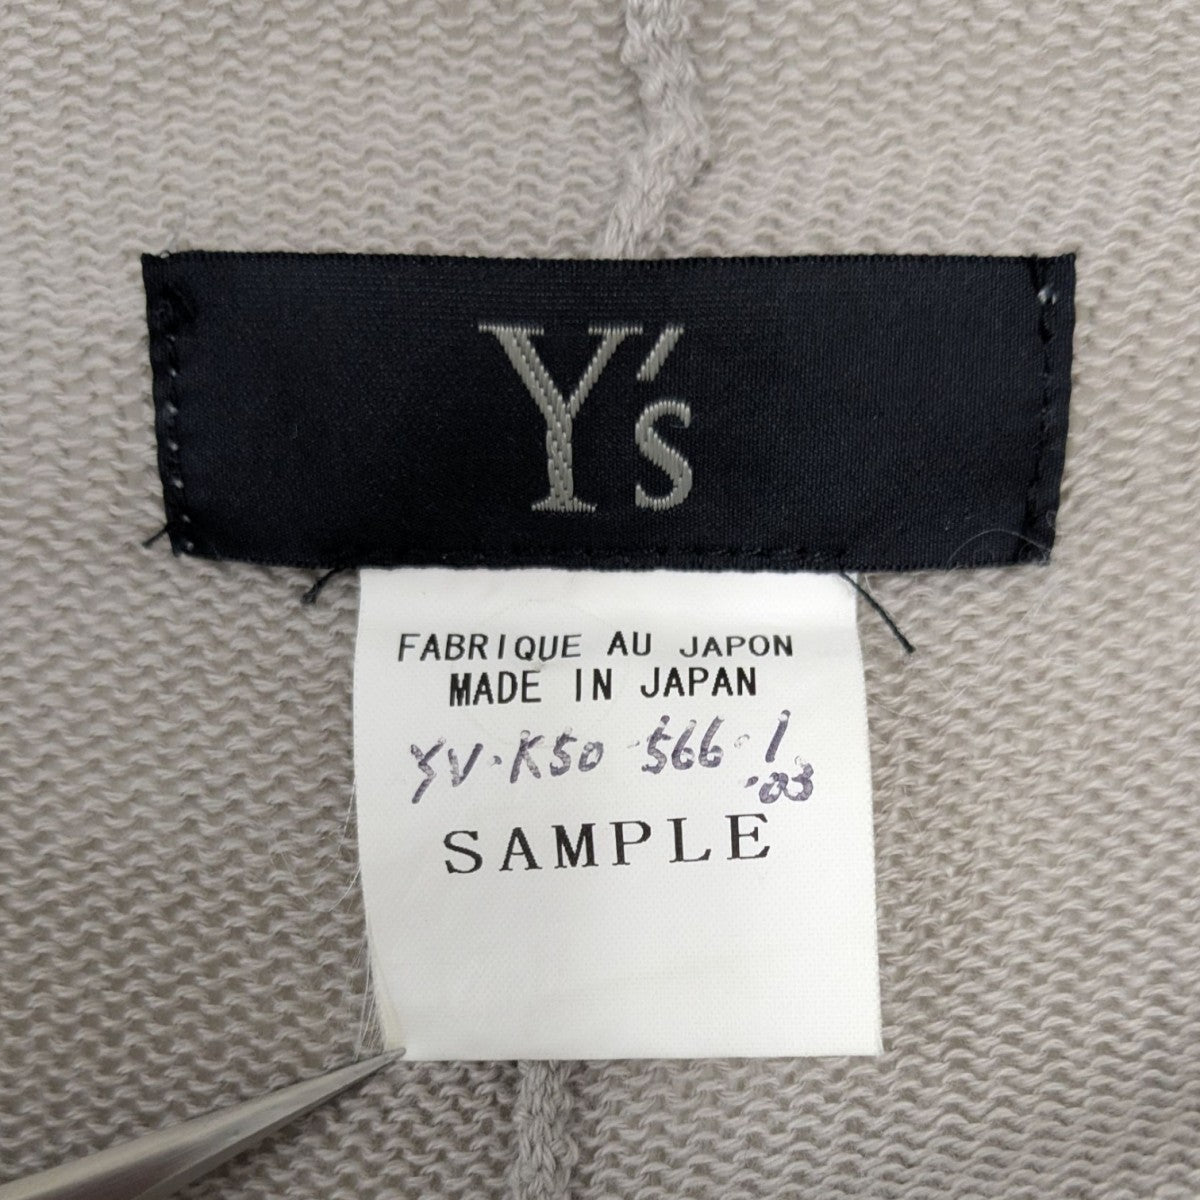 Y's
FABRIQUE AU JAPON
MADE IN JAPAN
YV·K50-566-1
·03
SAMPLE